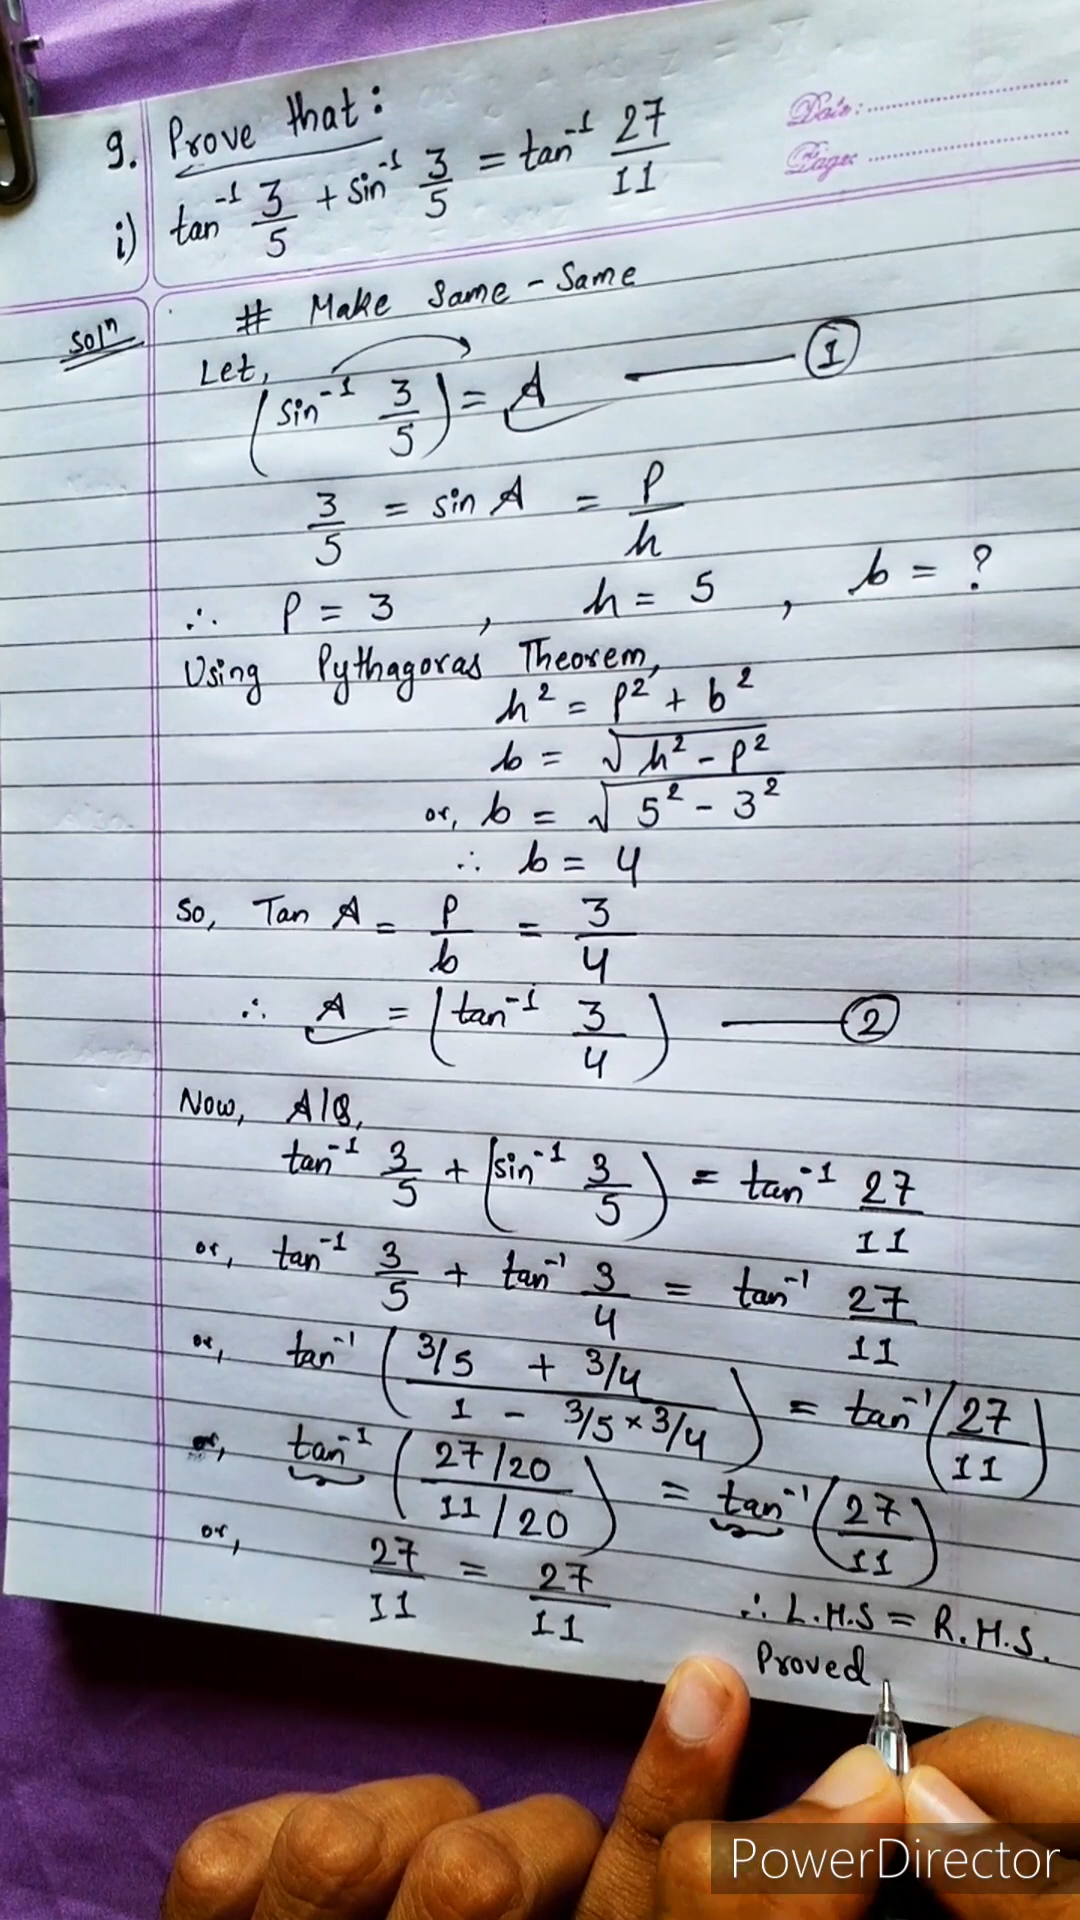 Date:
Page:
9. Prove that:
i) tan⁻¹ 3/5 + sin⁻¹ 3/5 = tan⁻¹ 27/11
# Make Same - Same
Solⁿ
Let,
(sin⁻¹ 3/5) = A ——— ①
3/5 = sin A = P/h
∴ P = 3 , h = 5 , b = ?
Using Pythagoras Theorem,
h² = P² + b²
b = √h² - P²
or, b = √5² - 3²
∴ b = 4
So, Tan A = P/b = 3/4
∴ A = (tan⁻¹ 3/4) ——— ②
Now, A/Q,
tan⁻¹ 3/5 + (sin⁻¹ 3/5) = tan⁻¹ 27/11
or, tan⁻¹ 3/5 + tan⁻¹ 3/4 = tan⁻¹ 27/11
or, tan⁻¹ (3/5 + 3/4 / 1 - 3/5 × 3/4) = tan⁻¹ (27/11)
or, tan⁻¹ (27/20 / 11/20) = tan⁻¹ (27/11)
or, 27/11 = 27/11
∴ L.H.S = R.H.S.
Proved
PowerDirector